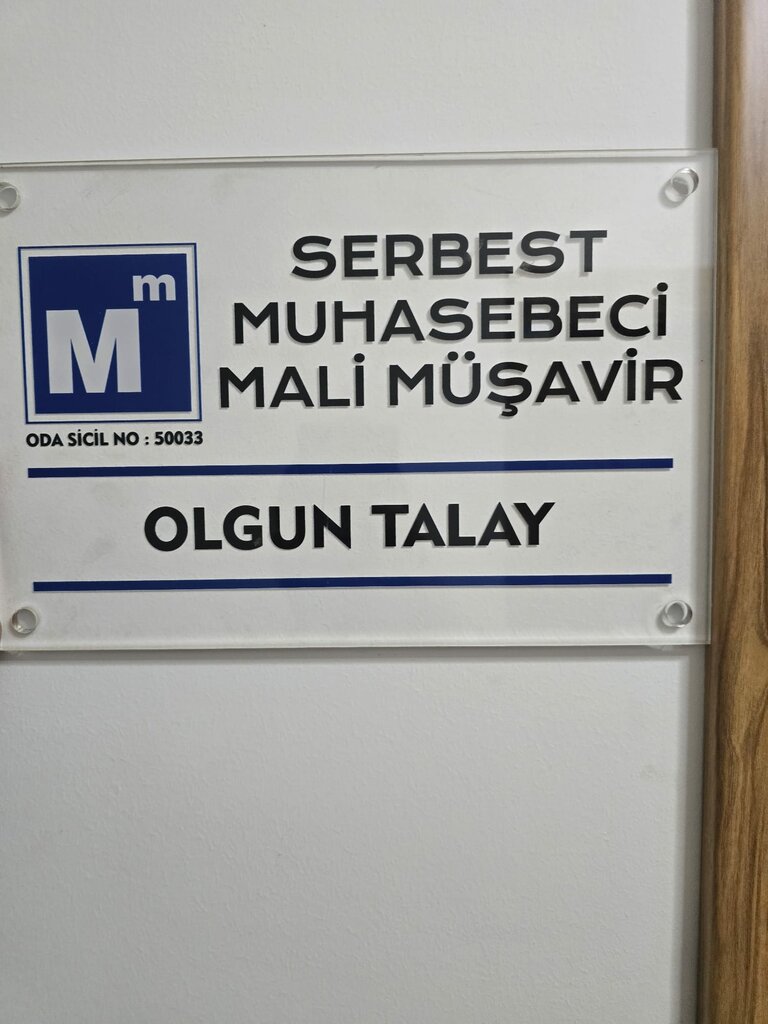 Mm
SERBEST
MUHASEBECİ
MALİ MÜŞAVİR
ODA SİCİL NO : 50033
OLGUN TALAY